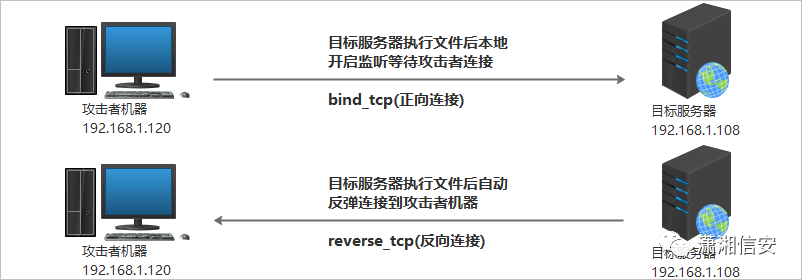 目标服务器执行文件后本地
开启监听等待攻击者连接
bind_tcp(正向连接)
攻击者机器
192.168.1.120
目标服务器
192.168.1.108
目标服务器执行文件后自动
反弹连接到攻击者机器
reverse_tcp(反向连接)
攻击者机器
192.168.1.120
潇湘信安
目标服务器
192.168.1.108